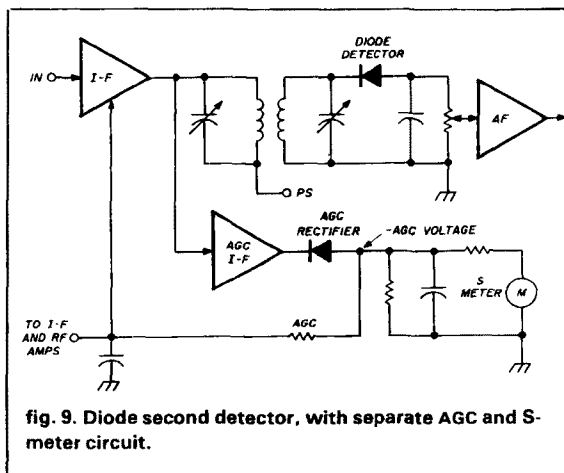 DIODE
DETECTOR
IN
I-F
AF
PS
AGC
RECTIFIER
-AGC VOLTAGE
AGC
I-F
S
METER
M
TO I-F
AND RF
AMPS
AGC
fig. 9. Diode second detector, with separate AGC and S-
meter circuit.